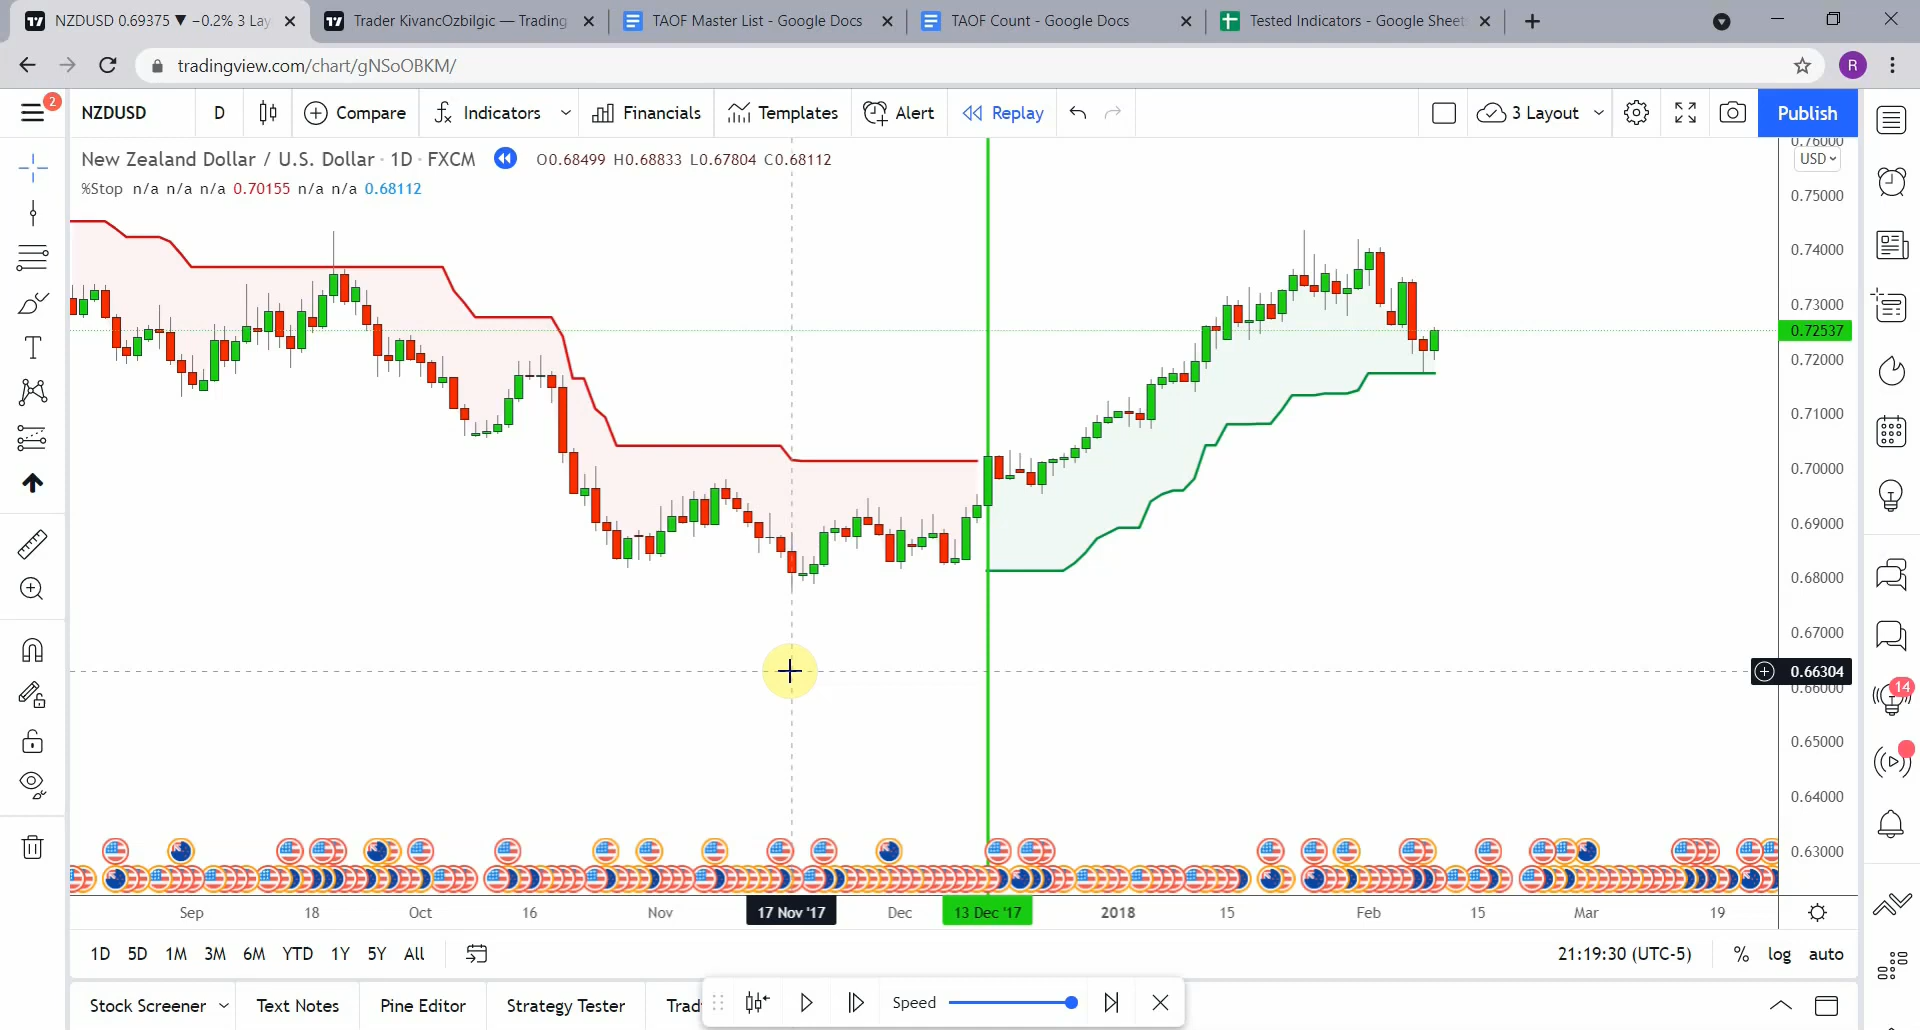 NZDUSD 0.69375 ▼ −0.2% 3 Lay
Trader KivancOzbilgic — Trading
TAOF Master List - Google Docs
TAOF Count - Google Docs
Tested Indicators - Google Sheet
tradingview.com/chart/gNSoOBKM/
R
2
NZDUSD
D
Compare
Indicators
Financials
Templates
Alert
Replay
3 Layout
Publish
New Zealand Dollar / U.S. Dollar · 1D · FXCM
O0.68499 H0.68833 L0.67804 C0.68112
%Stop n/a n/a n/a 0.70155 n/a n/a 0.68112
0.76000
USD
0.75000
0.74000
0.73000
0.72537
0.72000
0.71000
0.70000
0.69000
0.68000
0.67000
0.66304
0.66000
0.65000
0.64000
0.63000
14
Sep
18
Oct
16
Nov
17 Nov '17
Dec
13 Dec '17
2018
15
Feb
15
Mar
19
1D
5D
1M
3M
6M
YTD
1Y
5Y
All
21:19:30 (UTC-5)
%
log
auto
Stock Screener
Text Notes
Pine Editor
Strategy Tester
Trad
Speed